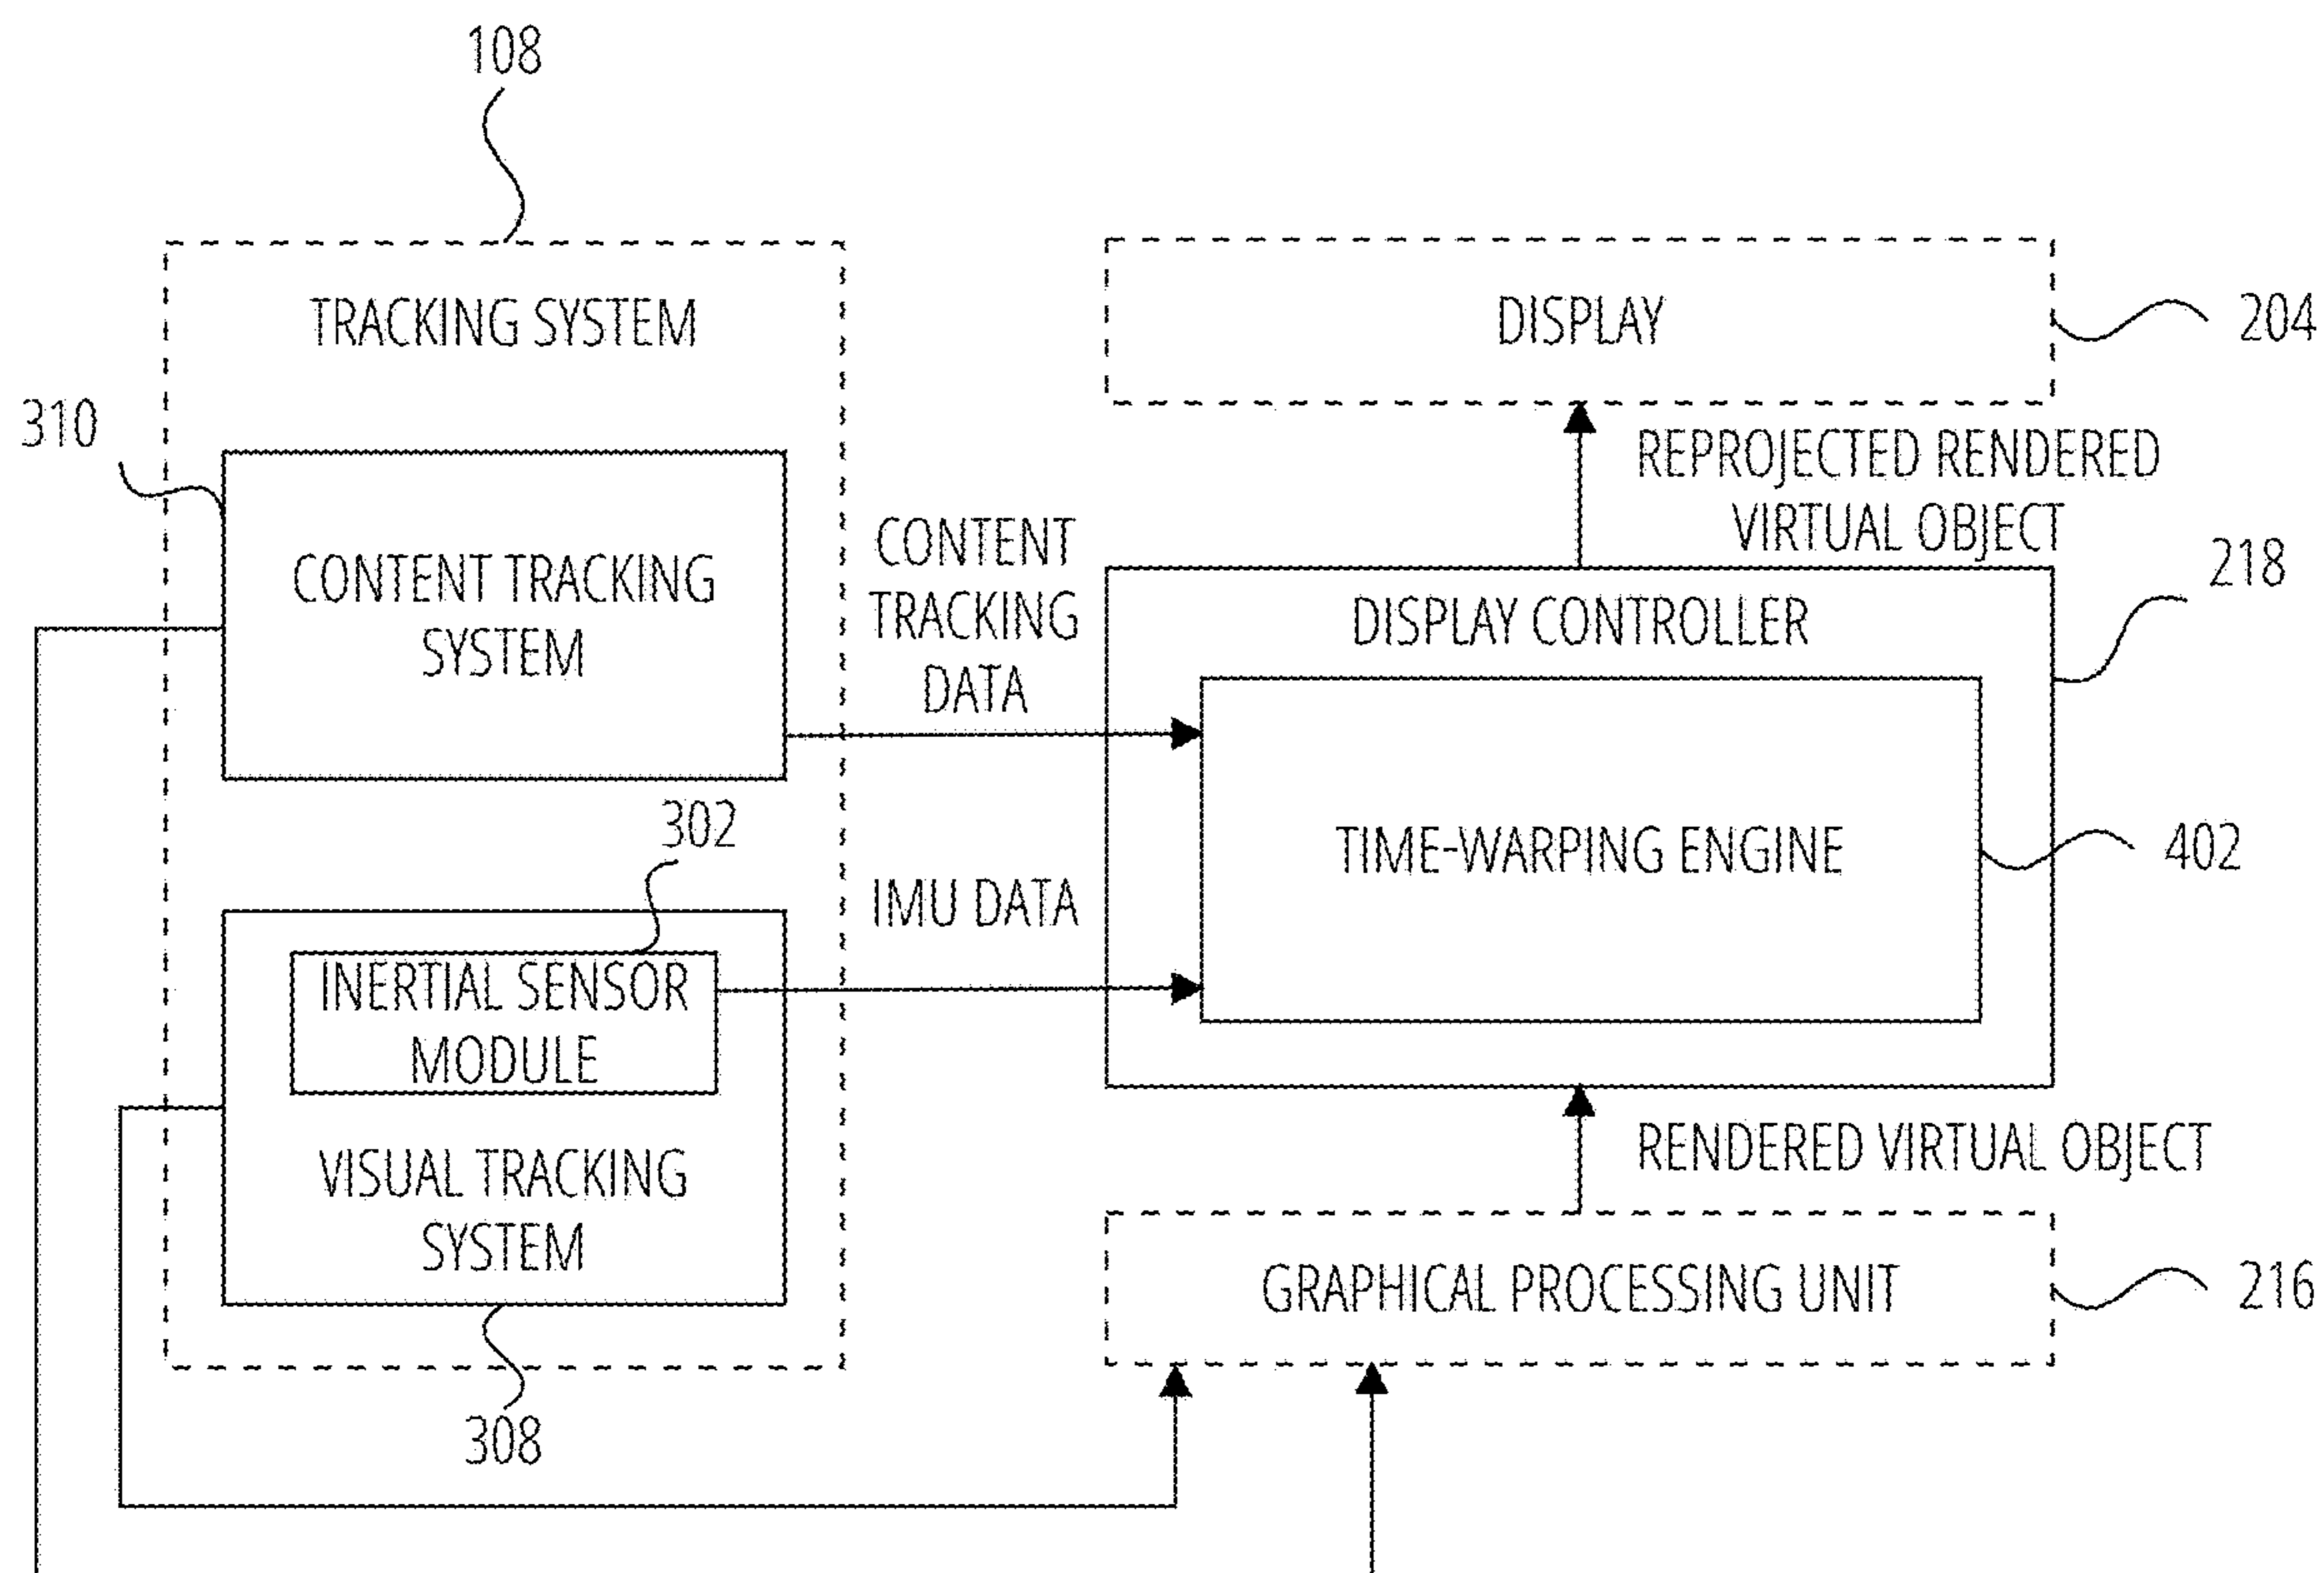 108
TRACKING SYSTEM
310
CONTENT TRACKING
SYSTEM
302
INERTIAL SENSOR
MODULE
VISUAL TRACKING
SYSTEM
308
CONTENT
TRACKING
DATA
IMU DATA
DISPLAY
204
REPROJECTED RENDERED
VIRTUAL OBJECT
218
DISPLAY CONTROLLER
TIME-WARPING ENGINE
402
RENDERED VIRTUAL OBJECT
GRAPHICAL PROCESSING UNIT
216